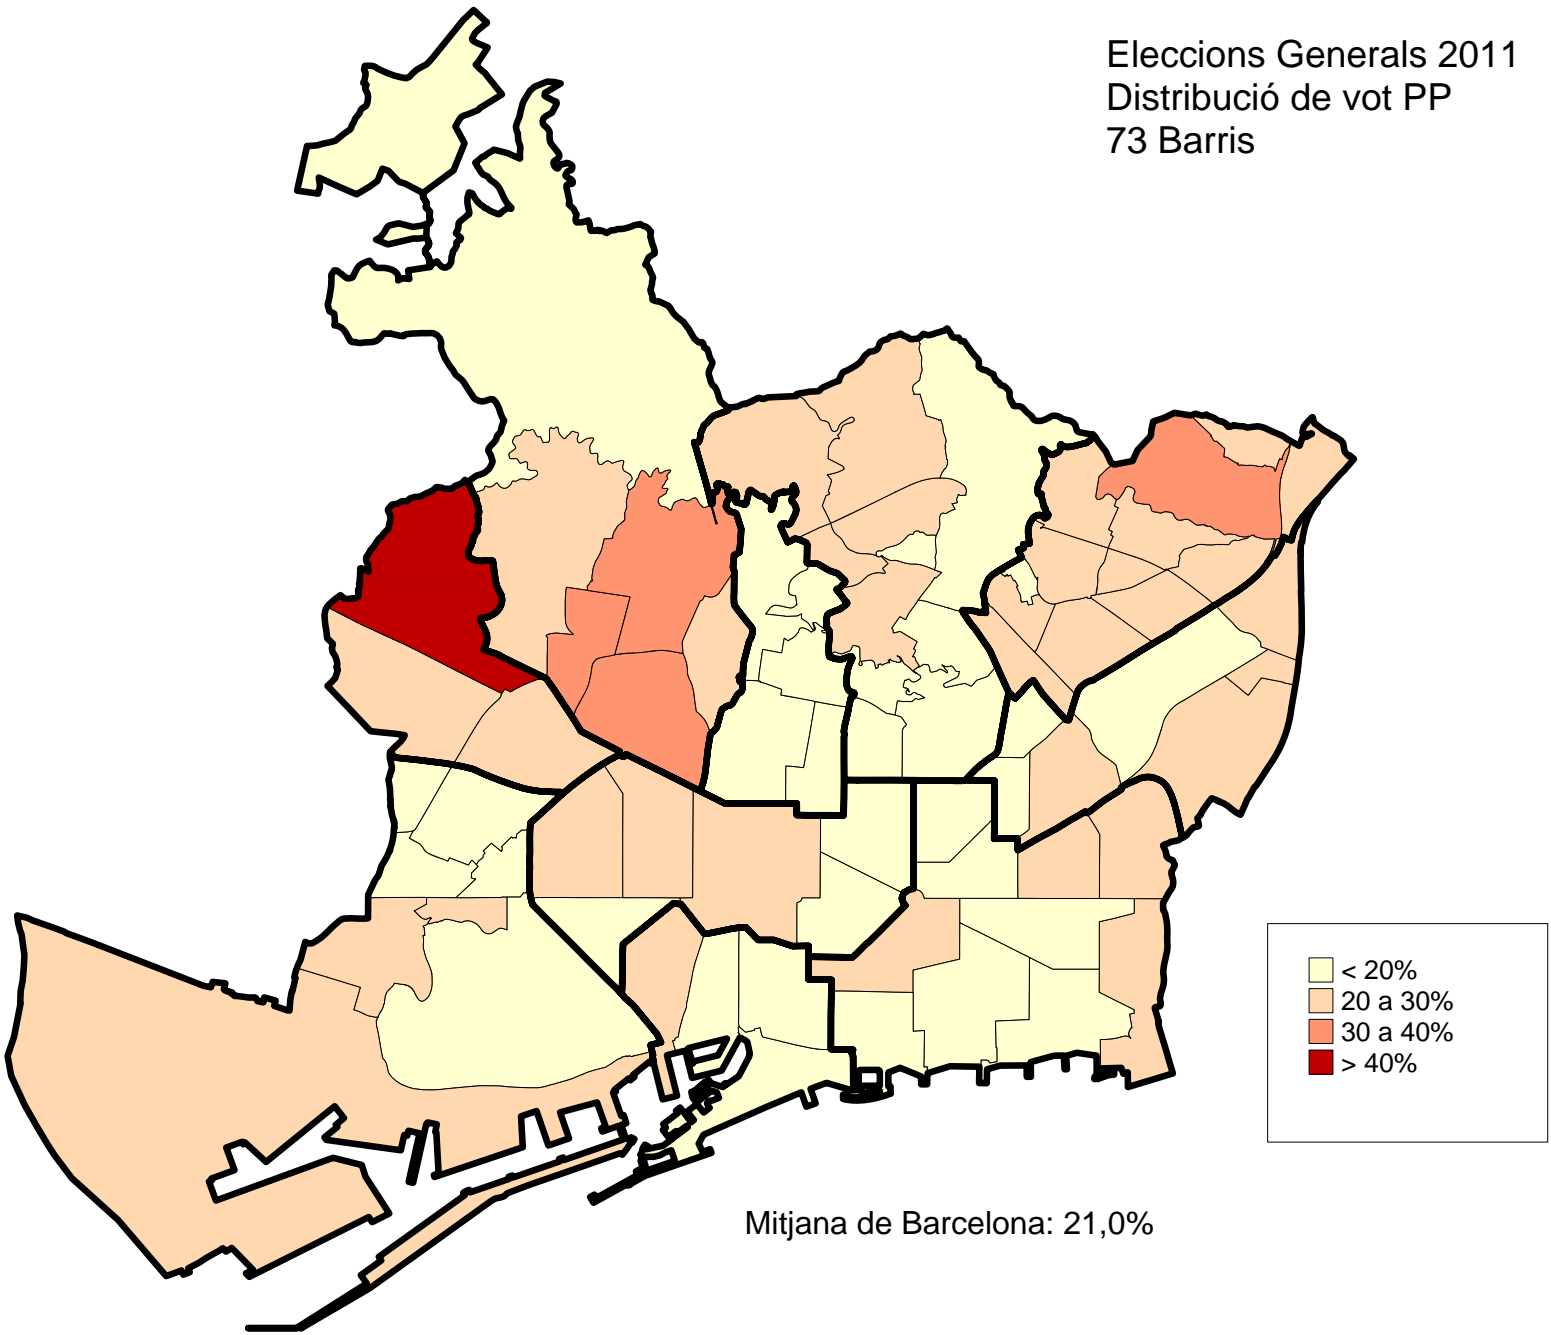 Eleccions Generals 2011
Distribució de vot PP
73 Barris
< 20%
20 a 30%
30 a 40%
> 40%
Mitjana de Barcelona: 21,0%